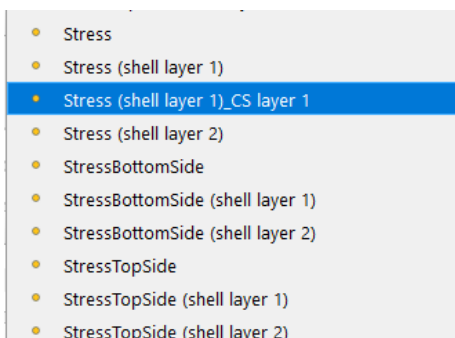 Stress
Stress (shell layer 1)
Stress (shell layer 1)_CS layer 1
Stress (shell layer 2)
StressBottomSide
StressBottomSide (shell layer 1)
StressBottomSide (shell layer 2)
StressTopSide
StressTopSide (shell layer 1)
StressTopSide (shell layer 2)